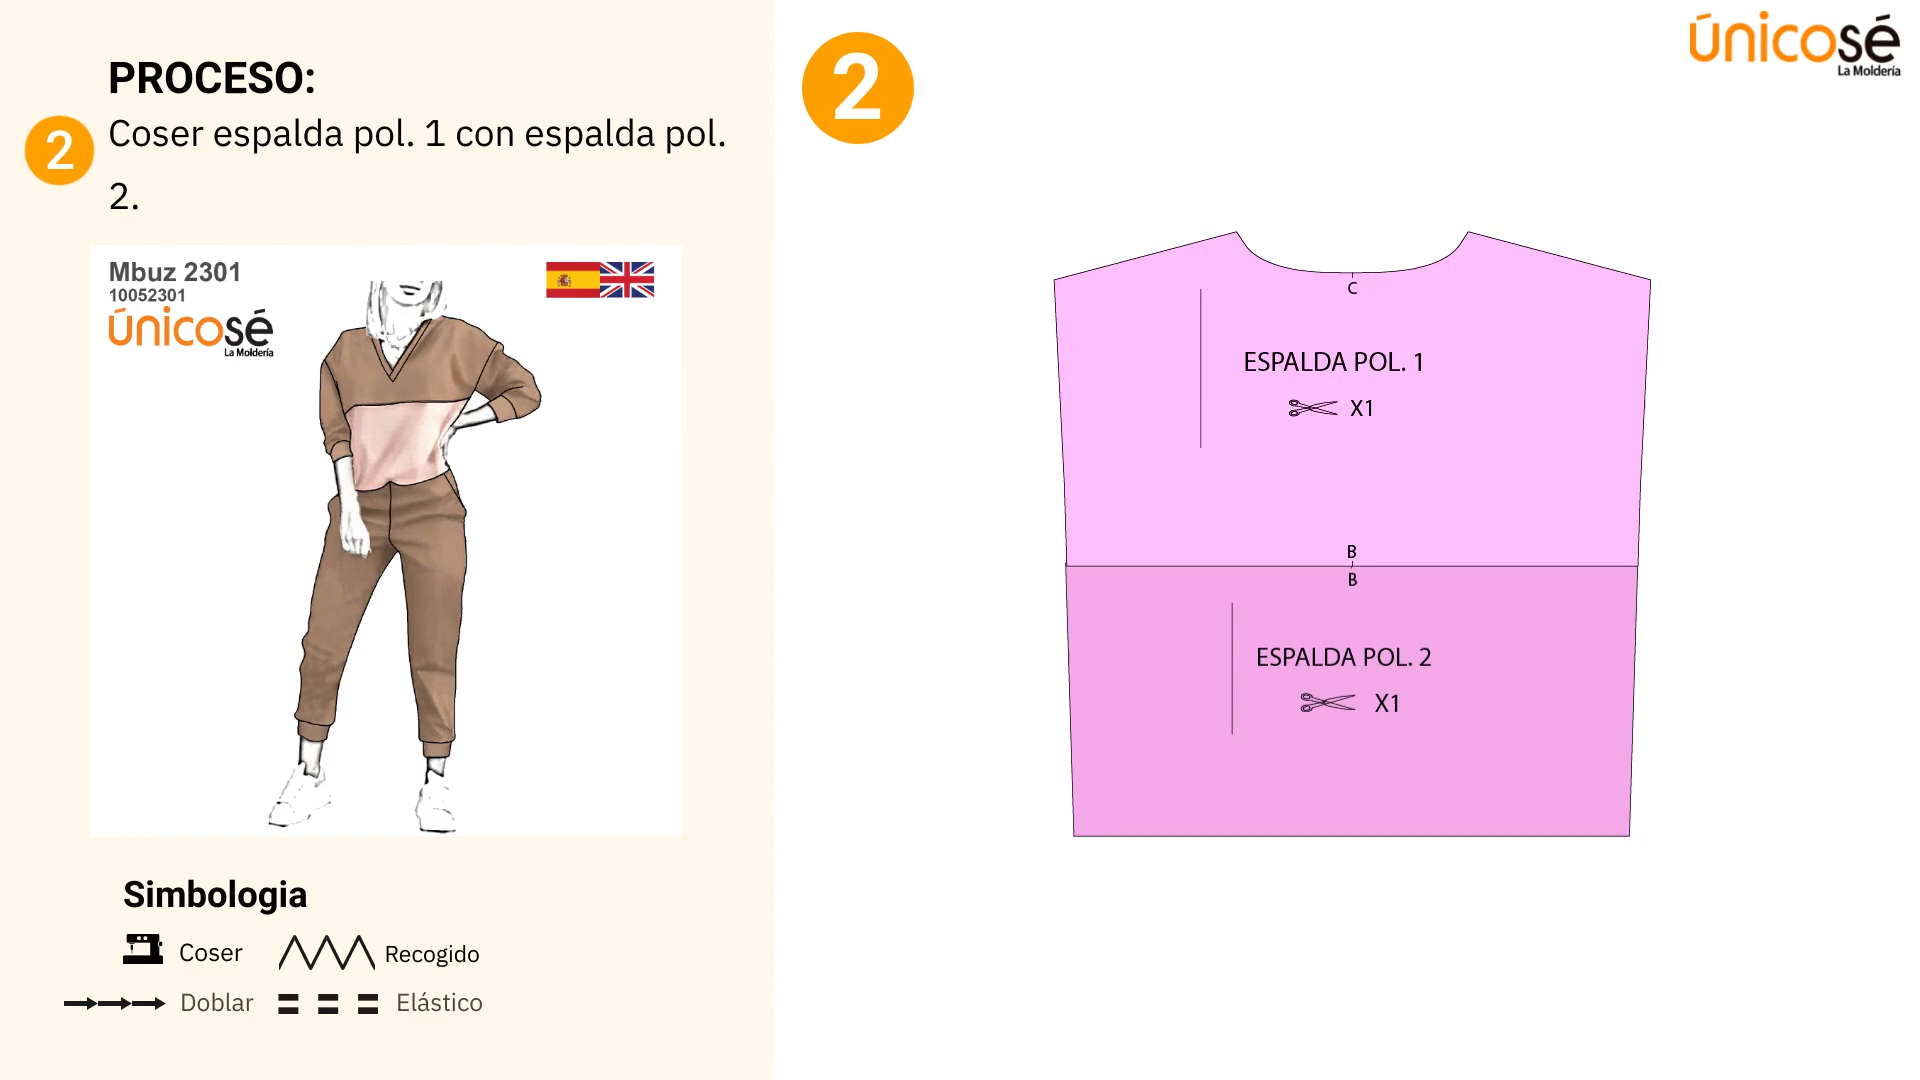 PROCESO:
2
Coser espalda pol. 1 con espalda pol.
2.
Mbuz 2301
10052301
únicosé
La Moldería
Simbologia
Coser
Recogido
Doblar
Elástico
2
únicosé
La Moldería
C
ESPALDA POL. 1
X1
B
B
ESPALDA POL. 2
X1